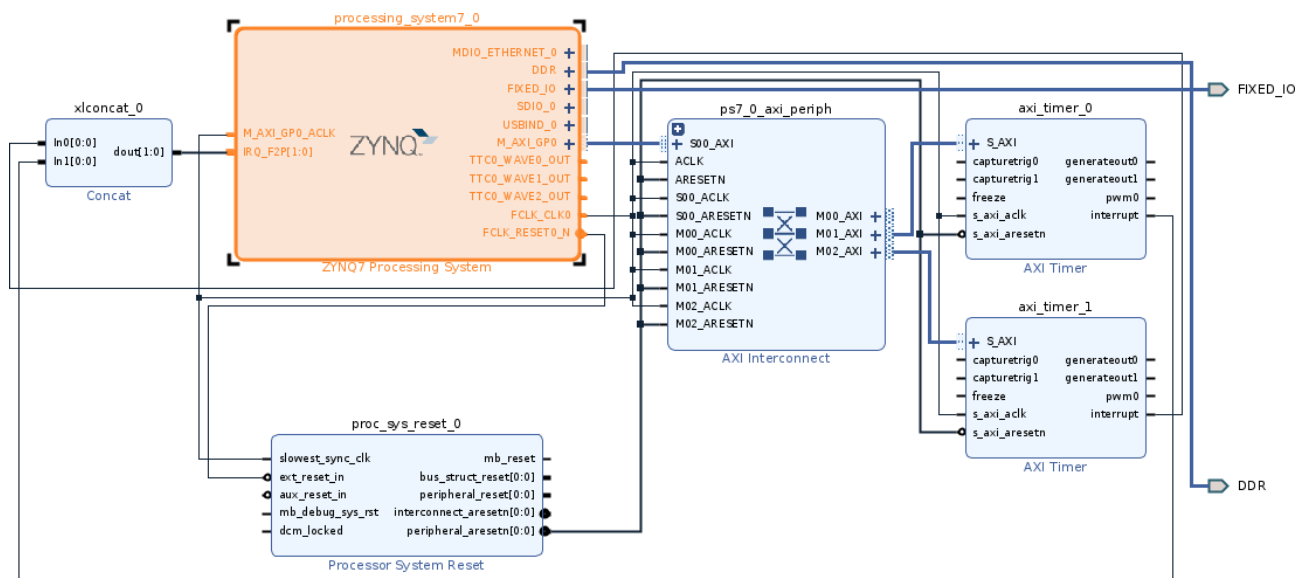 processing_system7_0
MDIO_ETHERNET_0
DDR
FIXED_IO
SDIO_0
USBIND_0
M_AXI_GP0
TTC0_WAVE0_OUT
TTC0_WAVE1_OUT
TTC0_WAVE2_OUT
FCLK_CLK0
FCLK_RESET0_N
M_AXI_GP0_ACLK
IRQ_F2P[1:0]
ZYNQ
ZYNQ7 Processing System
xlconcat_0
In0[0:0]
In1[0:0]
dout[1:0]
Concat
ps7_0_axi_periph
S00_AXI
ACLK
ARESETN
S00_ACLK
S00_ARESETN
M00_ACLK
M00_ARESETN
M01_ACLK
M01_ARESETN
M02_ACLK
M02_ARESETN
M00_AXI
M01_AXI
M02_AXI
AXI Interconnect
axi_timer_0
S_AXI
capturetrig0
capturetrig1
freeze
s_axi_aclk
s_axi_aresetn
generateout0
generateout1
pwm0
interrupt
AXI Timer
FIXED_IO
axi_timer_1
S_AXI
capturetrig0
capturetrig1
freeze
s_axi_aclk
s_axi_aresetn
generateout0
generateout1
pwm0
interrupt
AXI Timer
DDR
proc_sys_reset_0
slowest_sync_clk
ext_reset_in
aux_reset_in
mb_debug_sys_rst
dcm_locked
mb_reset
bus_struct_reset[0:0]
peripheral_reset[0:0]
interconnect_aresetn[0:0]
peripheral_aresetn[0:0]
Processor System Reset